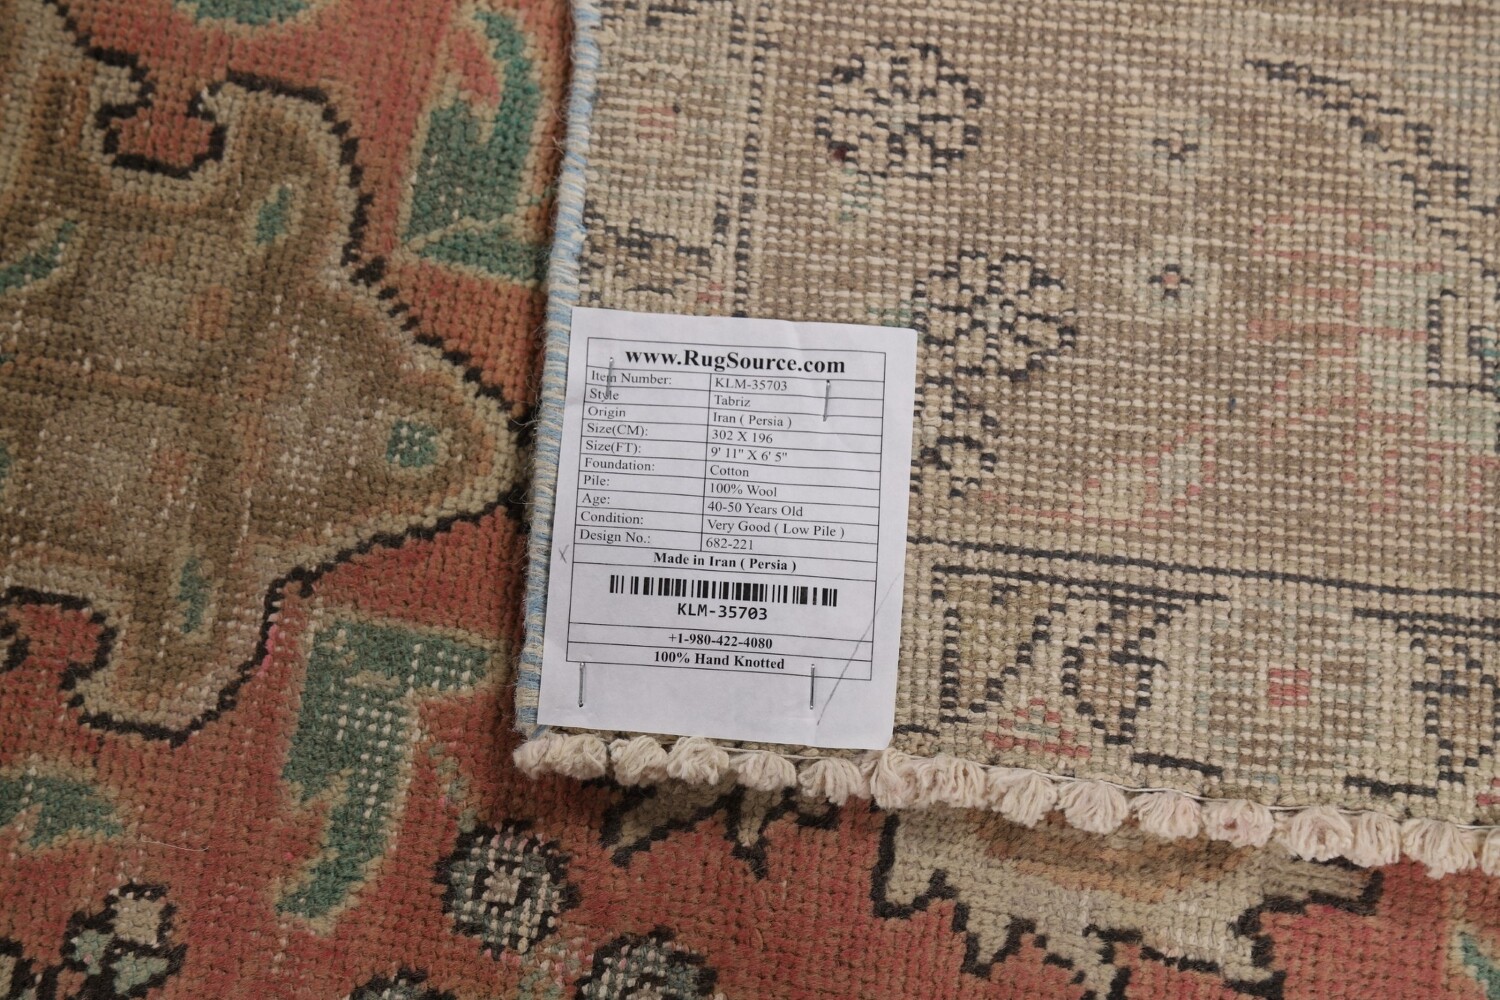 www.RugSource.com
Item Number: KLM-35703
Style Tabriz
Origin Iran ( Persia )
Size(CM): 302 X 196
Size(FT): 9' 11" X 6' 5"
Foundation: Cotton
Pile: 100% Wool
Age: 40-50 Years Old
Condition: Very Good ( Low Pile )
Design No.: 682-221
Made in Iran ( Persia )
KLM-35703
+1-980-422-4080
100% Hand Knotted